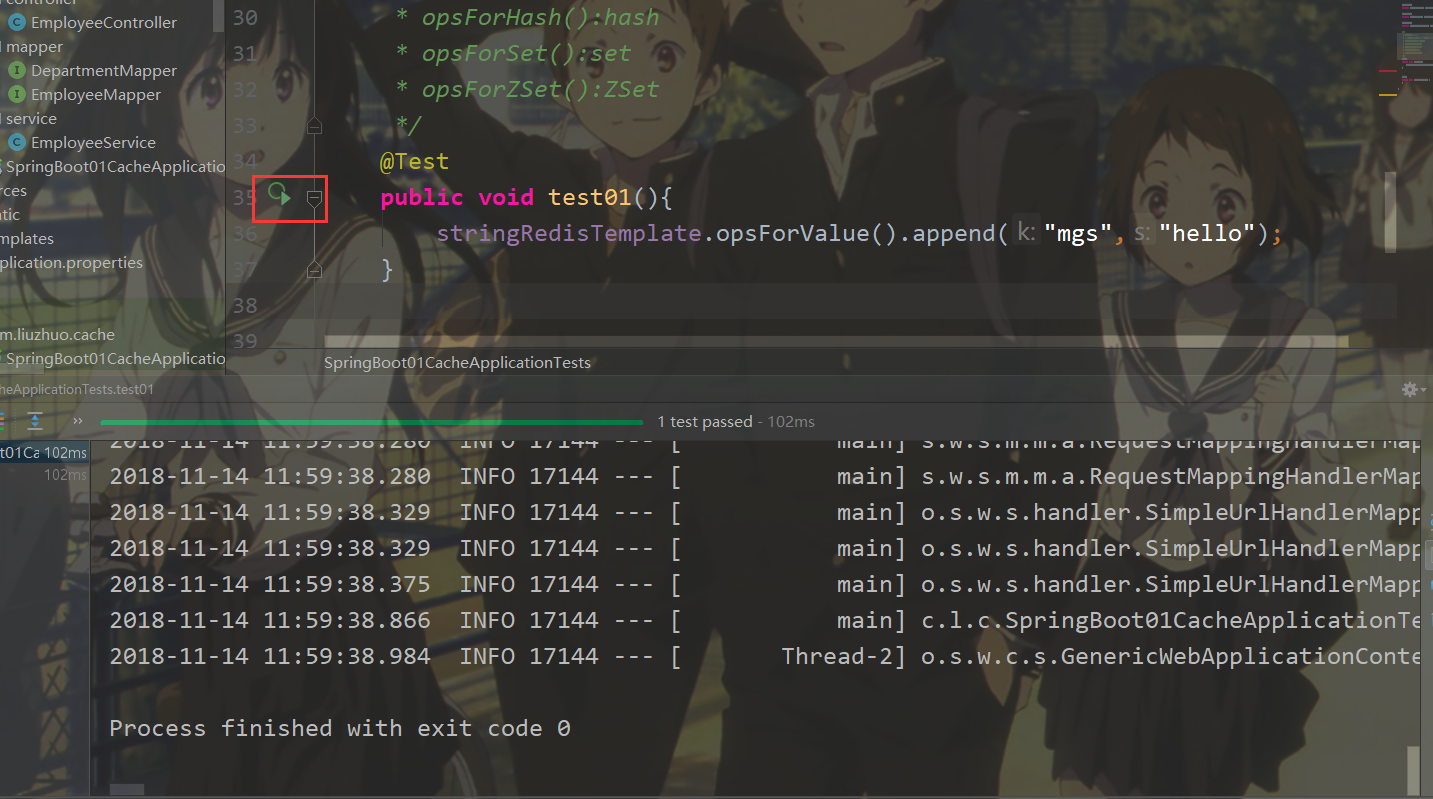 controller
EmployeeController
mapper
DepartmentMapper
EmployeeMapper
service
EmployeeService
SpringBoot01CacheApplicatio
rces
tic
mplates
plication.properties
m.liuzhuo.cache
SpringBoot01CacheApplicatio
30 * opsForHash():hash
31 * opsForSet():set
32 * opsForZSet():ZSet
33 */
34 @Test
35 public void test01(){
36 stringRedisTemplate.opsForValue().append( k: "mgs", s: "hello");
37 }
38
39
SpringBoot01CacheApplicationTests
heApplicationTests.test01
» 1 test passed - 102ms
t01Ca 102ms
102ms
2018-11-14 11:59:38.280 INFO 17144 --- [ main] s.w.s.m.m.a.RequestMappingHandlerMap
2018-11-14 11:59:38.280 INFO 17144 --- [ main] s.w.s.m.m.a.RequestMappingHandlerMap
2018-11-14 11:59:38.329 INFO 17144 --- [ main] o.s.w.s.handler.SimpleUrlHandlerMapp
2018-11-14 11:59:38.329 INFO 17144 --- [ main] o.s.w.s.handler.SimpleUrlHandlerMapp
2018-11-14 11:59:38.375 INFO 17144 --- [ main] o.s.w.s.handler.SimpleUrlHandlerMapp
2018-11-14 11:59:38.866 INFO 17144 --- [ main] c.l.c.SpringBoot01CacheApplicationTe
2018-11-14 11:59:38.984 INFO 17144 --- [ Thread-2] o.s.w.c.s.GenericWebApplicationConte
Process finished with exit code 0